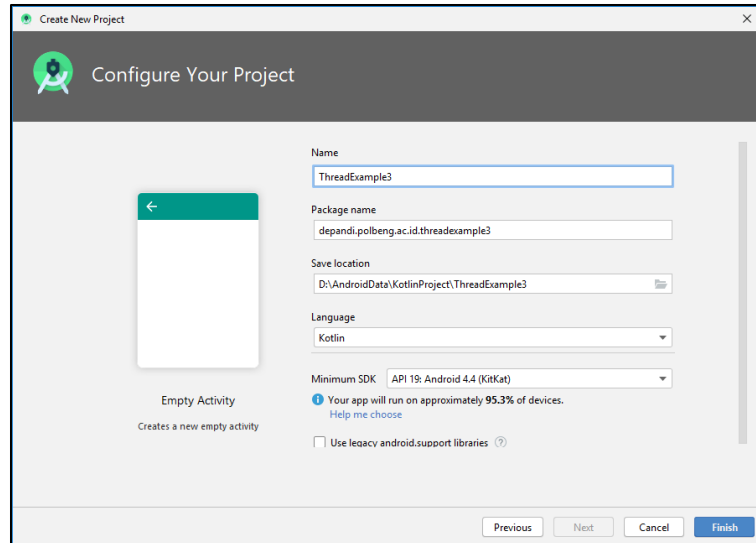 Create New Project
Configure Your Project
Name
ThreadExample3
Package name
depandi.polbeng.ac.id.threadexample3
Save location
D:\AndroidData\KotlinProject\ThreadExample3
Language
Kotlin
Minimum SDK API 19: Android 4.4 (KitKat)
Your app will run on approximately 95.3% of devices.
Help me choose
Use legacy android.support libraries ?
Empty Activity
Creates a new empty activity
Previous Next Cancel Finish